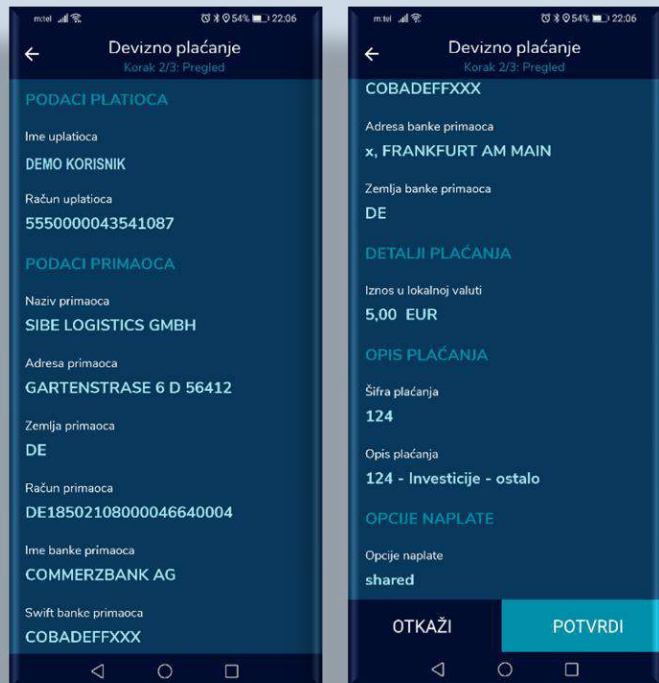 m:tel 54% 22:06
Devizno plaćanje
Korak 2/3: Pregled
PODACI PLATIOCA
Ime uplatioca
DEMO KORISNIK
Račun uplatioca
5550000043541087
PODACI PRIMAOCA
Naziv primaoca
SIBE LOGISTICS GMBH
Adresa primaoca
GARTENSTRASE 6 D 56412
Zemlja primaoca
DE
Račun primaoca
DE18502108000046640004
Ime banke primaoca
COMMERZBANK AG
Swift banke primaoca
COBADEFFXXX
m:tel 54% 22:06
Devizno plaćanje
Korak 2/3: Pregled
COBADEFFXXX
Adresa banke primaoca
x, FRANKFURT AM MAIN
Zemlja banke primaoca
DE
DETALJI PLAĆANJA
Iznos u lokalnoj valuti
5,00 EUR
OPIS PLAĆANJA
Šifra plaćanja
124
Opis plaćanja
124 - Investicije - ostalo
OPCIJE NAPLATE
Opcije naplate
shared
OTKAŽI POTVRDI